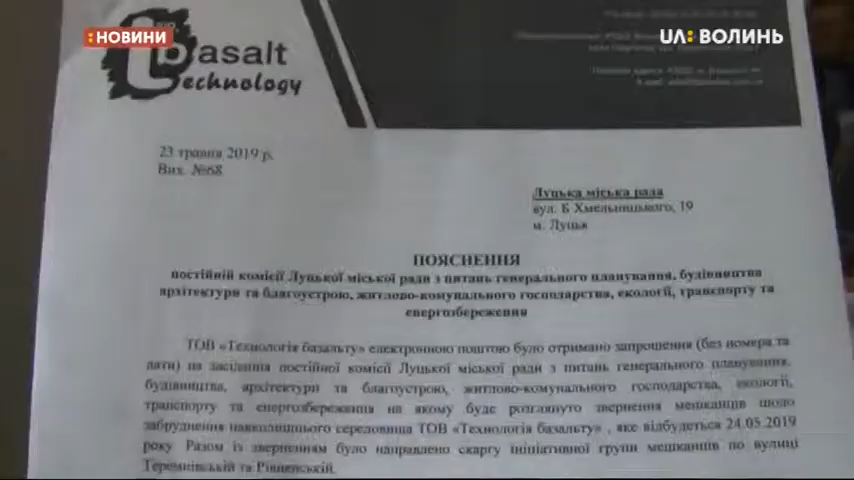 НОВИНИ
UA: ВОЛИНЬ
basalt
technology
23 травня 2019 р.
Вих. №68
Луцька міська рада
вул. Б Хмельницького, 19
м. Луцьк
ПОЯСНЕННЯ
постійній комісії Луцької міської ради з питань генерального планування, будівництва
архітектури та благоустрою, житлово-комунального господарства, екології, транспорту та
енергозбереження
ТОВ «Технологія базальту» електронною поштою було отримано запрошення (без номера та
дати) на засідання постійної комісії Луцької міської ради з питань генерального планування,
будівництва, архітектури та благоустрою, житлово-комунального господарства, екології,
транспорту та енергозбереження на якому буде розглянуто звернення мешканців щодо
забруднення навколишнього середовища ТОВ «Технологія базальту» , яке відбудеться 24.05.2019
року. Разом із зверненням було направлено скаргу ініціативної групи мешканців по вулиці
Теремнівській та Рівненській.